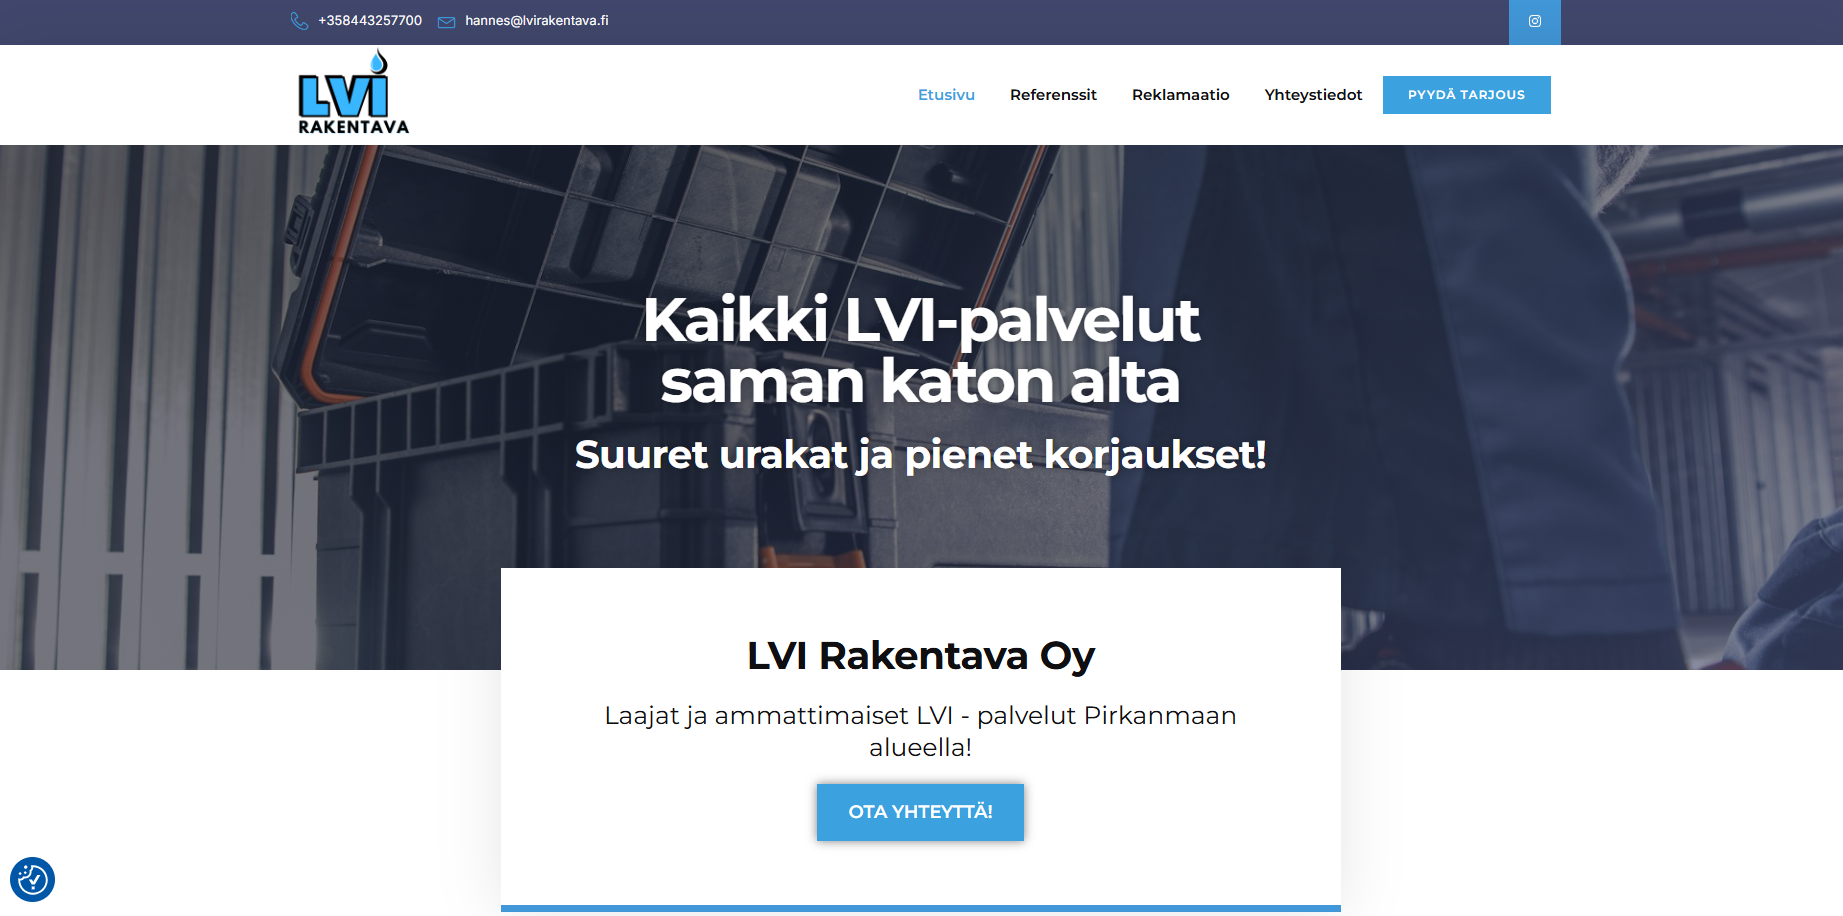 +358443257700 hannes@lvirakentava.fi
LVI
RAKENTAVA
Etusivu Referenssit Reklamaatio Yhteystiedot PYYDÄ TARJOUS
Kaikki LVI-palvelut
saman katon alta
Suuret urakat ja pienet korjaukset!
LVI Rakentava Oy
Laajat ja ammattimaiset LVI - palvelut Pirkanmaan
alueella!
OTA YHTEYTTÄ!